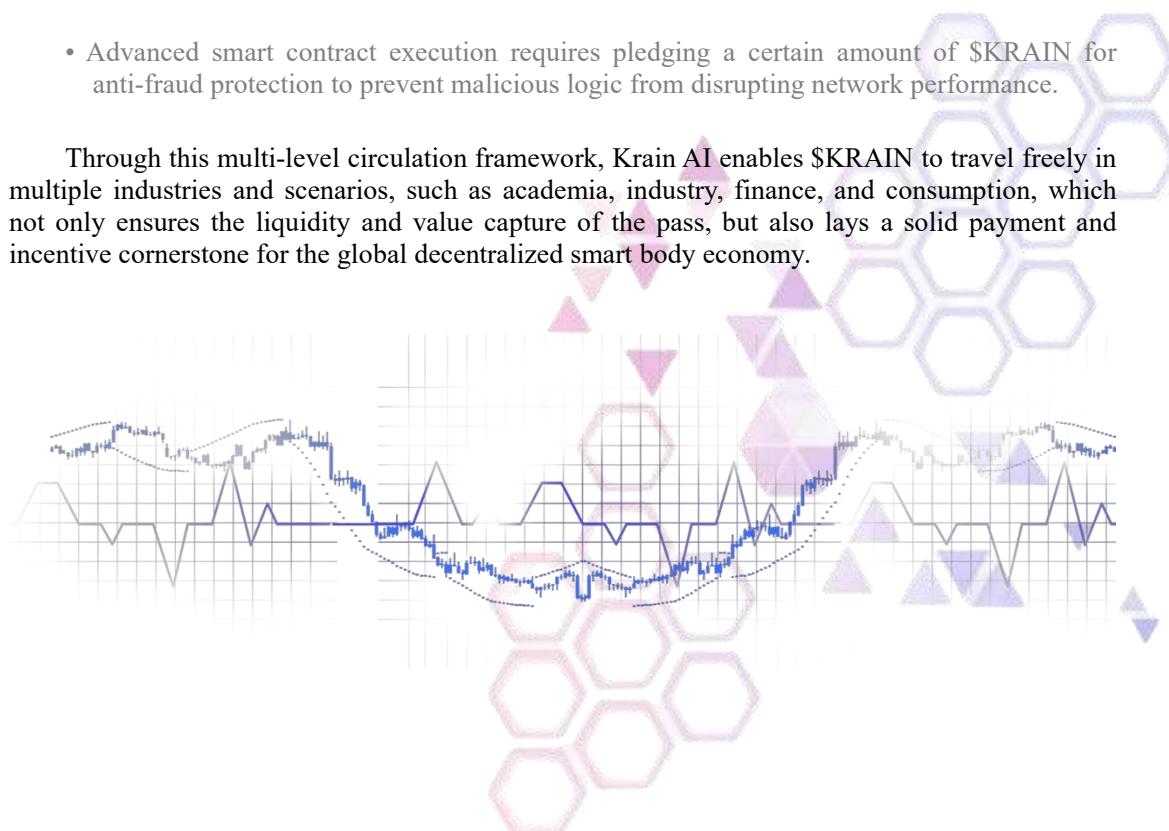 • Advanced smart contract execution requires pledging a certain amount of $KRAIN for
anti-fraud protection to prevent malicious logic from disrupting network performance.
Through this multi-level circulation framework, Krain AI enables $KRAIN to travel freely in
multiple industries and scenarios, such as academia, industry, finance, and consumption, which
not only ensures the liquidity and value capture of the pass, but also lays a solid payment and
incentive cornerstone for the global decentralized smart body economy.